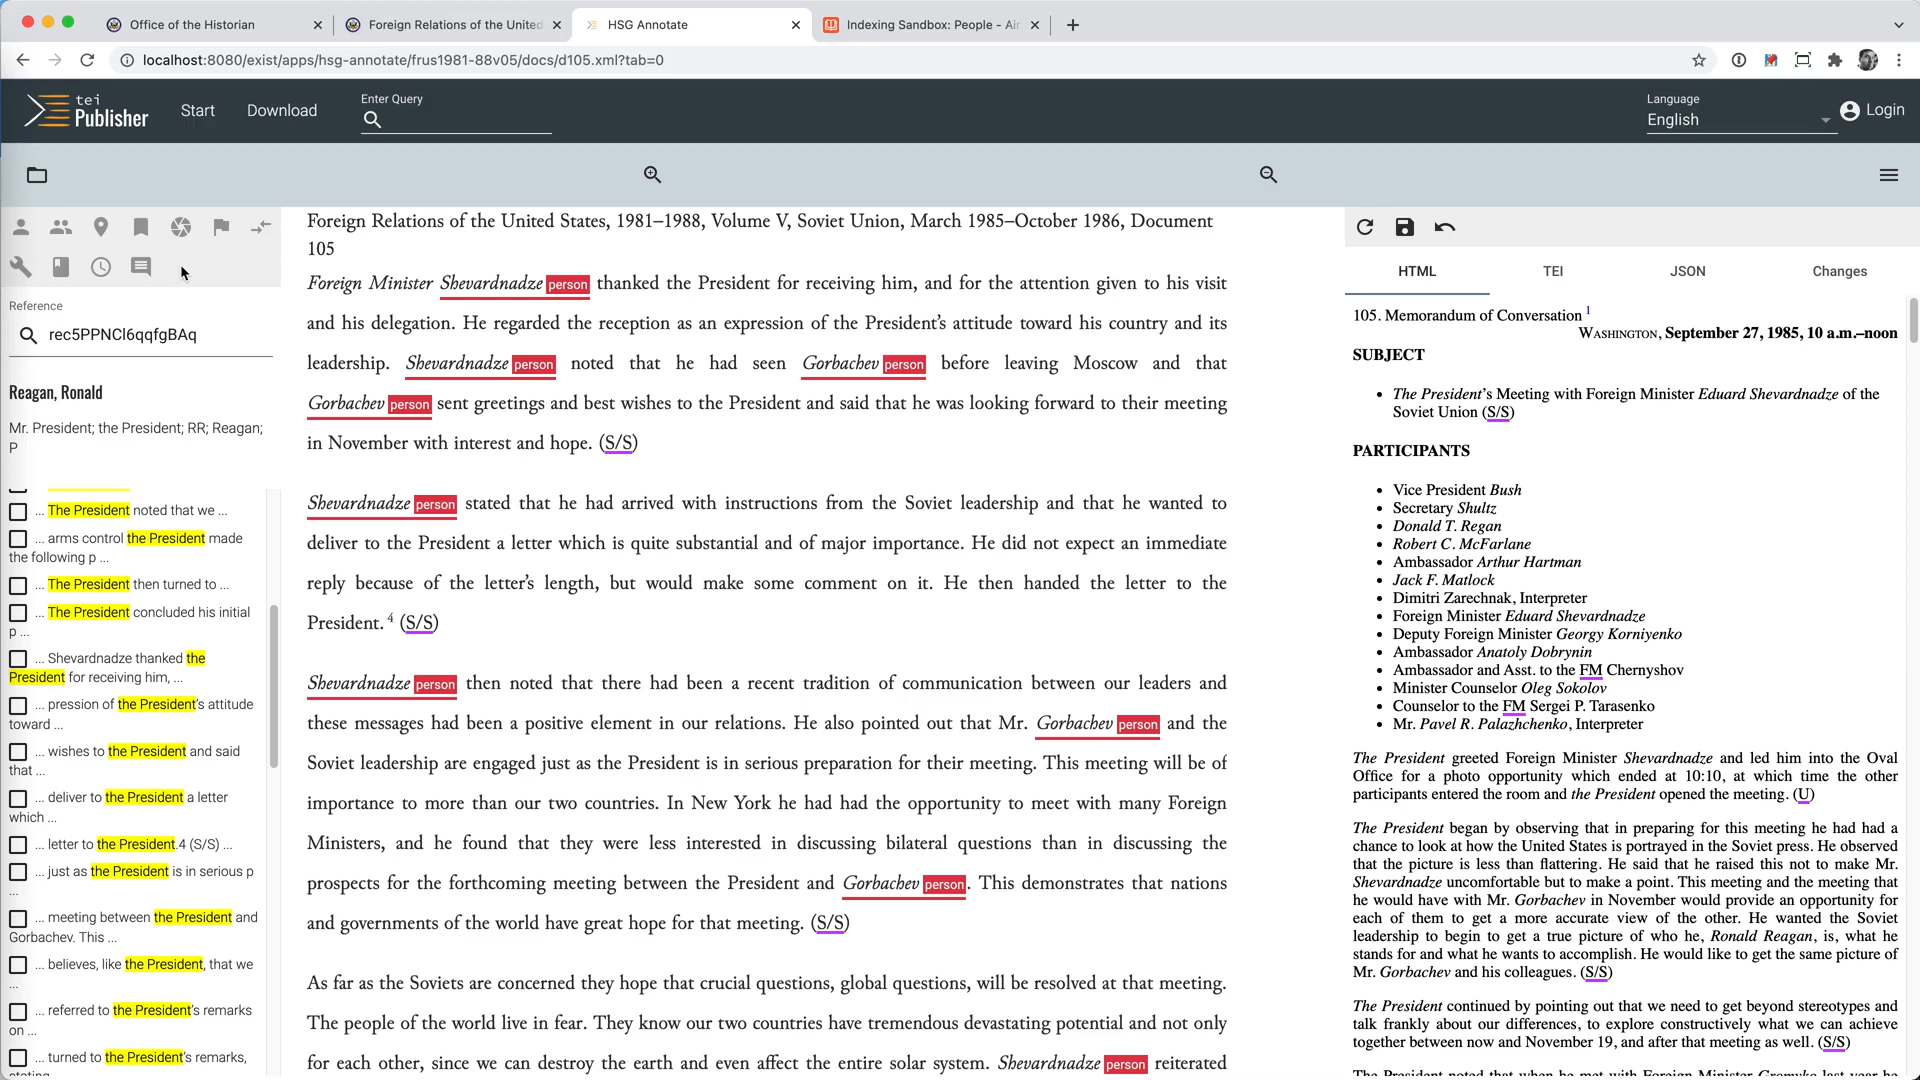 Office of the Historian
Foreign Relations of the United
HSG Annotate
Indexing Sandbox: People - Air
localhost:8080/exist/apps/hsg-annotate/frus1981-88v05/docs/d105.xml?tab=0
tei
Publisher
Start
Download
Enter Query
Language
English
Login
Reference
rec5PPNCl6qqfgBAq
Reagan, Ronald
Mr. President; the President; RR; Reagan;
P
... The President noted that we ...
... arms control the President made
the following p ...
... The President then turned to ...
... The President concluded his initial
p ...
... Shevardnadze thanked the
President for receiving him, ...
... pression of the President's attitude
toward ...
... wishes to the President and said
that ...
... deliver to the President a letter
which ...
... letter to the President.4 (S/S) ...
... just as the President is in serious p
...
... meeting between the President and
Gorbachev. This ...
... believes, like the President, that we
...
... referred to the President's remarks
on ...
... turned to the President's remarks,
stating
Foreign Relations of the United States, 1981–1988, Volume V, Soviet Union, March 1985–October 1986, Document
105
Foreign Minister Shevardnadze person thanked the President for receiving him, and for the attention given to his visit
and his delegation. He regarded the reception as an expression of the President's attitude toward his country and its
leadership. Shevardnadze person noted that he had seen Gorbachev person before leaving Moscow and that
Gorbachev person sent greetings and best wishes to the President and said that he was looking forward to their meeting
in November with interest and hope. (S/S)
Shevardnadze person stated that he had arrived with instructions from the Soviet leadership and that he wanted to
deliver to the President a letter which is quite substantial and of major importance. He did not expect an immediate
reply because of the letter's length, but would make some comment on it. He then handed the letter to the
President. 4 (S/S)
Shevardnadze person then noted that there had been a recent tradition of communication between our leaders and
these messages had been a positive element in our relations. He also pointed out that Mr. Gorbachev person and the
Soviet leadership are engaged just as the President is in serious preparation for their meeting. This meeting will be of
importance to more than our two countries. In New York he had had the opportunity to meet with many Foreign
Ministers, and he found that they were less interested in discussing bilateral questions than in discussing the
prospects for the forthcoming meeting between the President and Gorbachev person. This demonstrates that nations
and governments of the world have great hope for that meeting. (S/S)
As far as the Soviets are concerned they hope that crucial questions, global questions, will be resolved at that meeting.
The people of the world live in fear. They know our two countries have tremendous devastating potential and not only
for each other, since we can destroy the earth and even affect the entire solar system. Shevardnadze person reiterated
HTML
TEI
JSON
Changes
105. Memorandum of Conversation 1
Washington, September 27, 1985, 10 a.m.–noon
SUBJECT
• The President's Meeting with Foreign Minister Eduard Shevardnadze of the
Soviet Union (S/S)
PARTICIPANTS
• Vice President Bush
• Secretary Shultz
• Donald T. Regan
• Robert C. McFarlane
• Ambassador Arthur Hartman
• Jack F. Matlock
• Dimitri Zarechnak, Interpreter
• Foreign Minister Eduard Shevardnadze
• Deputy Foreign Minister Georgy Korniyenko
• Ambassador Anatoly Dobrynin
• Ambassador and Asst. to the FM Chernyshov
• Minister Counselor Oleg Sokolov
• Counselor to the FM Sergei P. Tarasenko
• Mr. Pavel R. Palazhchenko, Interpreter
The President greeted Foreign Minister Shevardnadze and led him into the Oval
Office for a photo opportunity which ended at 10:10, at which time the other
participants entered the room and the President opened the meeting. (U)
The President began by observing that in preparing for this meeting he had had a
chance to look at how the United States is portrayed in the Soviet press. He observed
that the picture is less than flattering. He said that he raised this not to make Mr.
Shevardnadze uncomfortable but to make a point. This meeting and the meeting that
he would have with Mr. Gorbachev in November would provide an opportunity for
each of them to get a more accurate view of the other. He wanted the Soviet
leadership to begin to get a true picture of who he, Ronald Reagan, is, what he
stands for and what he wants to accomplish. He would like to get the same picture of
Mr. Gorbachev and his colleagues. (S/S)
The President continued by pointing out that we need to get beyond stereotypes and
talk frankly about our differences, to explore constructively what we can achieve
together between now and November 19, and after that meeting as well. (S/S)
The President noted that when he met with Foreign Minister Gromyko last year he